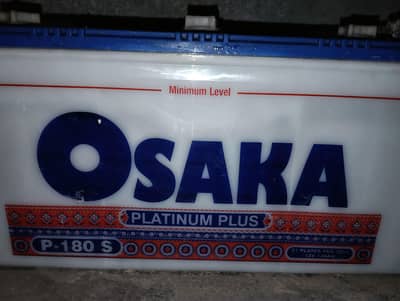 Minimum Level
OSAKA
PLATINUM PLUS
P-180 S